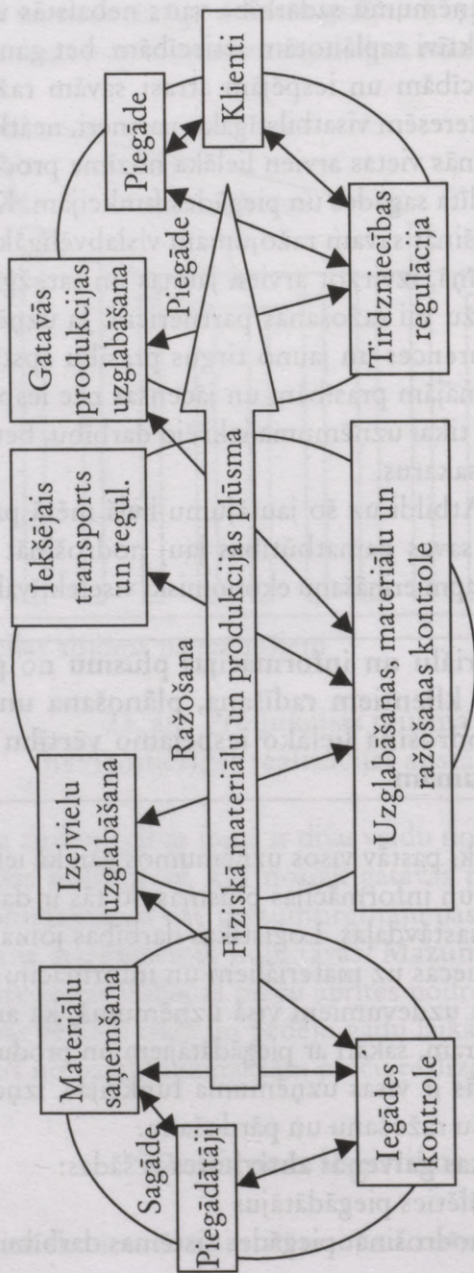 Piegādātāji
Sagāde
Materiālu
saņemšana
Izejvielu
uzglabāšana
Iekšējais
transports
un regul.
Gatavās
produkcijas
uzglabāšana
Piegāde
Klienti
Ražošana
Piegāde
Fiziskā materiālu un produkcijas plūsma
Iegādes
kontrole
Uzglabāšanas, materiālu un
ražošanas kontrole
Tirdzniecības
regulācija